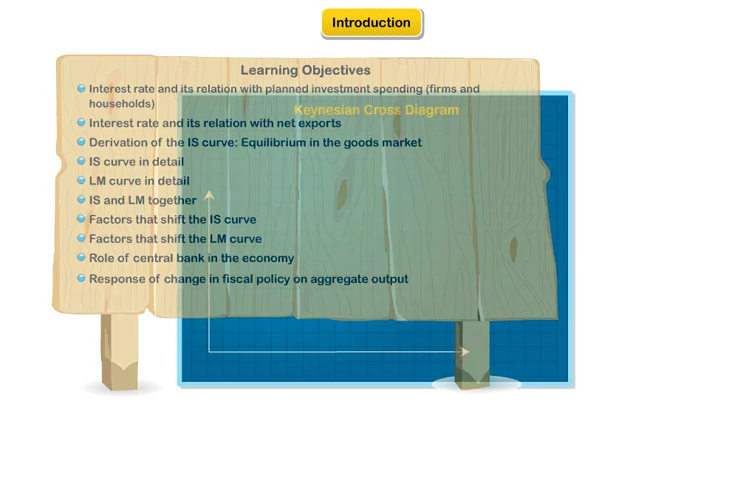 Introduction
Learning Objectives
Interest rate and its relation with planned investment spending (firms and
households)
Keynesian Cross Diagram
Interest rate and its relation with net exports
Derivation of the IS curve: Equilibrium in the goods market
IS curve in detail
LM curve in detail
IS and LM together
Factors that shift the IS curve
Factors that shift the LM curve
Role of central bank in the economy
Response of change in fiscal policy on aggregate output